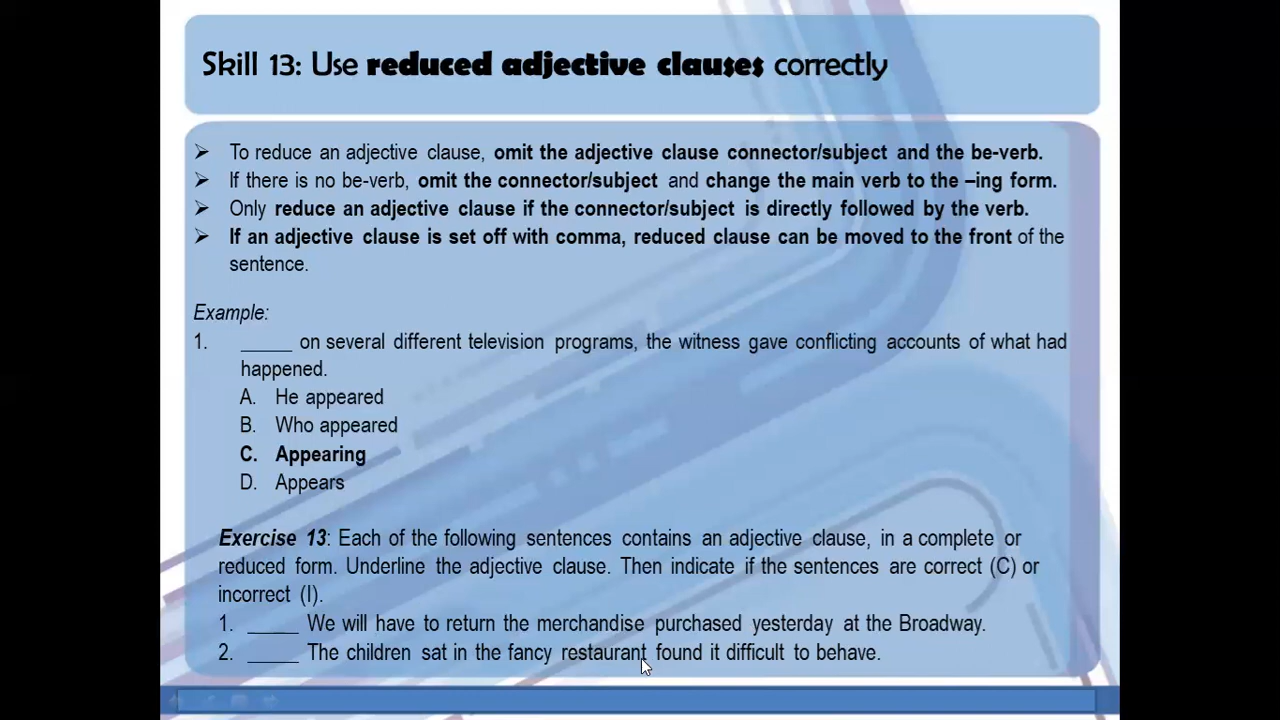 Skill 13: Use reduced adjective clauses correctly
➢ To reduce an adjective clause, omit the adjective clause connector/subject and the be-verb.
➢ If there is no be-verb, omit the connector/subject and change the main verb to the –ing form.
➢ Only reduce an adjective clause if the connector/subject is directly followed by the verb.
➢ If an adjective clause is set off with comma, reduced clause can be moved to the front of the
sentence.
Example:
1. _____ on several different television programs, the witness gave conflicting accounts of what had
happened.
A. He appeared
B. Who appeared
C. Appearing
D. Appears
Exercise 13: Each of the following sentences contains an adjective clause, in a complete or
reduced form. Underline the adjective clause. Then indicate if the sentences are correct (C) or
incorrect (I).
1. _____ We will have to return the merchandise purchased yesterday at the Broadway.
2. _____ The children sat in the fancy restaurant found it difficult to behave.